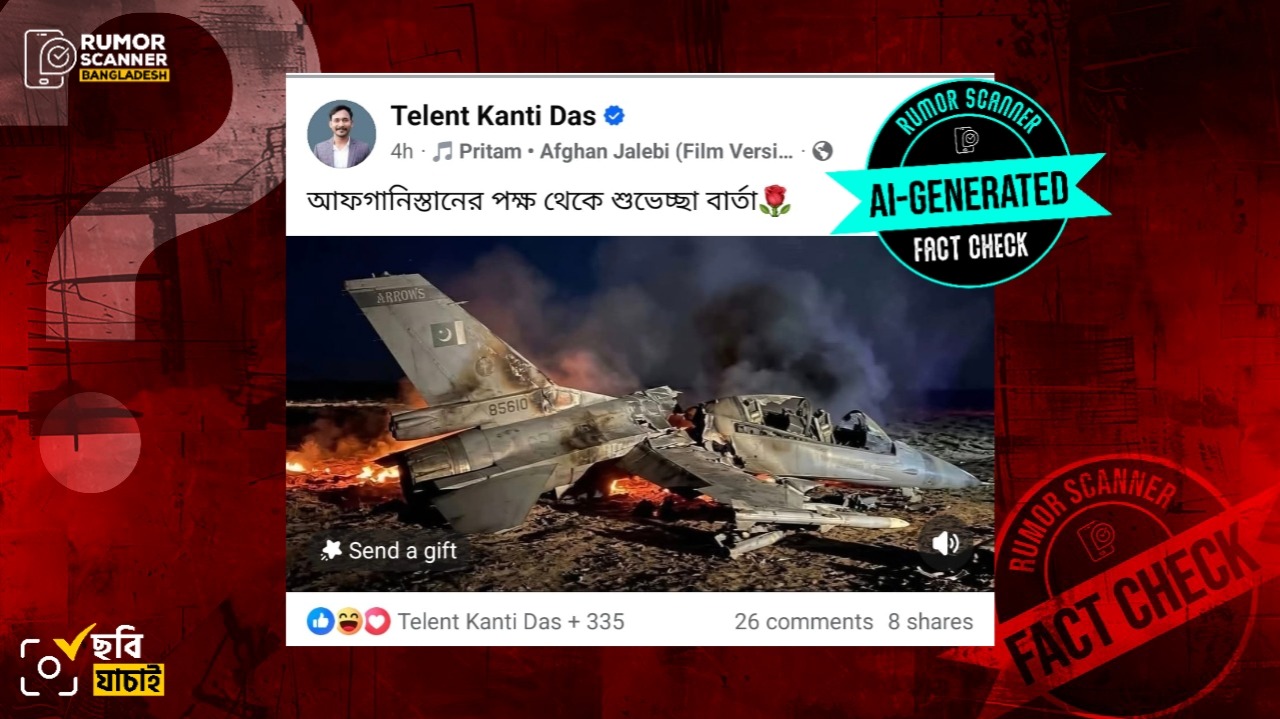 RUMOR
SCANNER
BANGLADESH
Telent Kanti Das
4h · Pritam • Afghan Jalebi (Film Versi... ·
আফগানিস্তানের পক্ষ থেকে শুভেচ্ছা বার্তা🌹
RUMOR SCANNER
AI-GENERATED
FACT CHECK
ARROWS
85610
Send a gift
Telent Kanti Das + 335
26 comments 8 shares
RUMOR SCANNER
FACT CHECK
ছবি
যাচাই